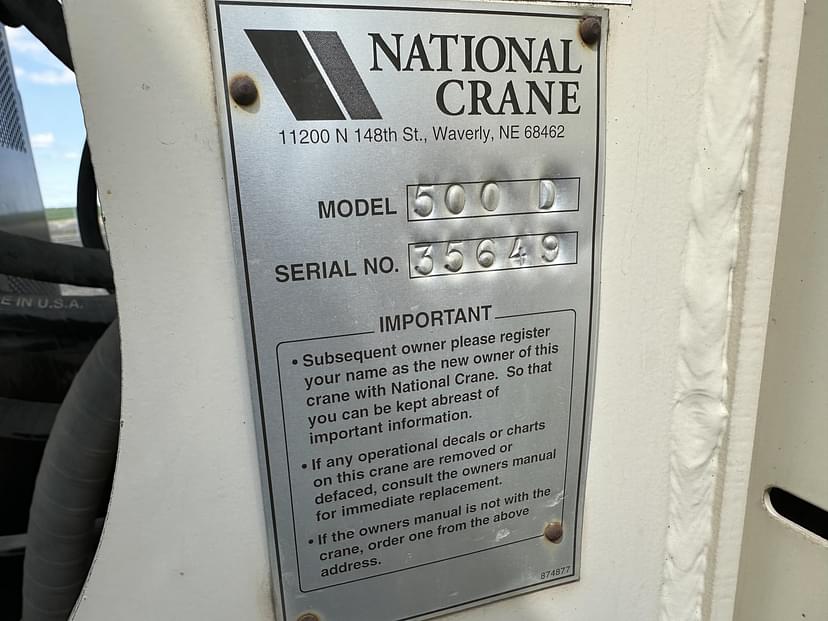 NATIONAL
CRANE
11200 N 148th St., Waverly, NE 68462
MODEL 500 D
SERIAL NO. 35649
IMPORTANT
• Subsequent owner please register
your name as the new owner of this
crane with National Crane. So that
you can be kept abreast of
important information.
• If any operational decals or charts
on this crane are removed or
defaced, consult the owners manual
for immediate replacement.
• If the owners manual is not with the
crane, order one from the above
address.
874877
E IN U.S.A.